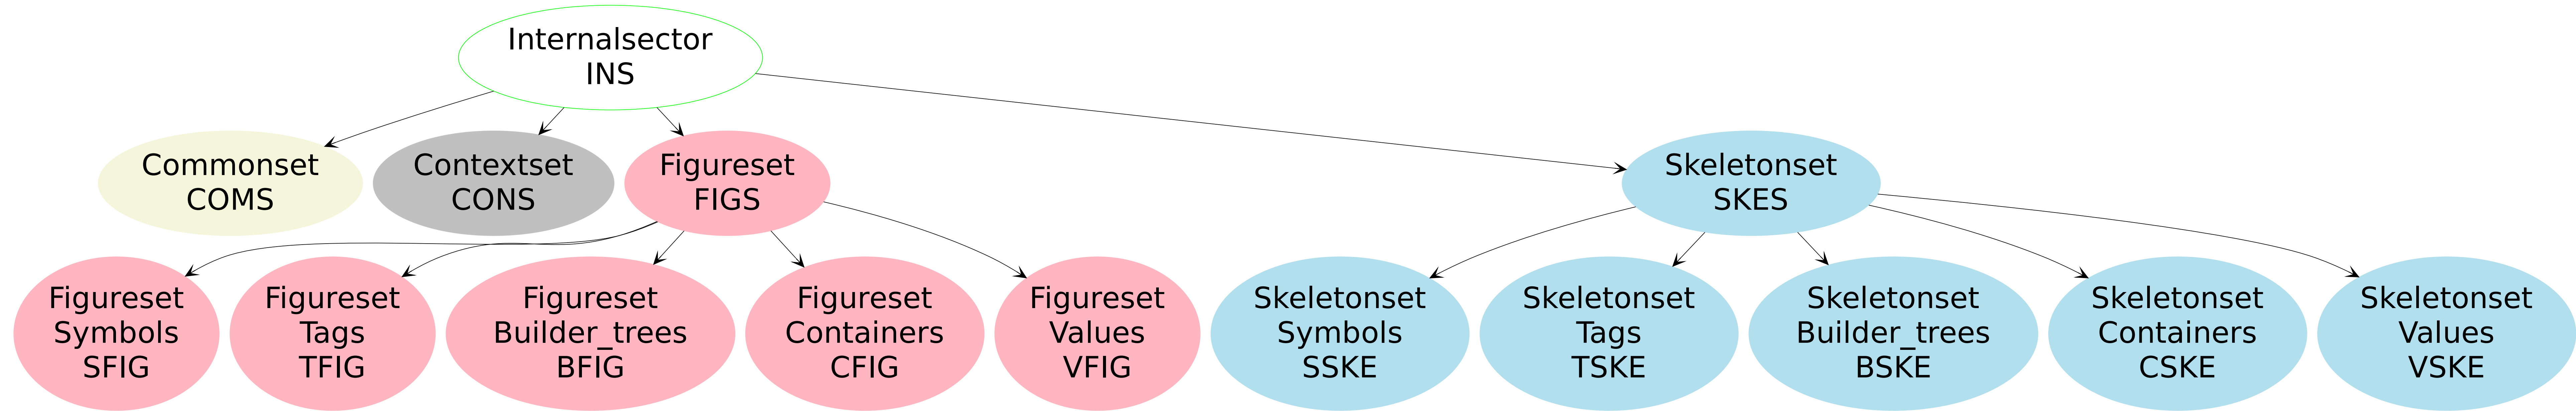 Internalsector
INS
Commonset
COMS
Contextset
CONS
Figureset
FIGS
Skeletonset
SKES
Figureset
Symbols
SFIG
Figureset
Tags
TFIG
Figureset
Builder_trees
BFIG
Figureset
Containers
CFIG
Figureset
Values
VFIG
Skeletonset
Symbols
SSKE
Skeletonset
Tags
TSKE
Skeletonset
Builder_trees
BSKE
Skeletonset
Containers
CSKE
Skeletonset
Values
VSKE